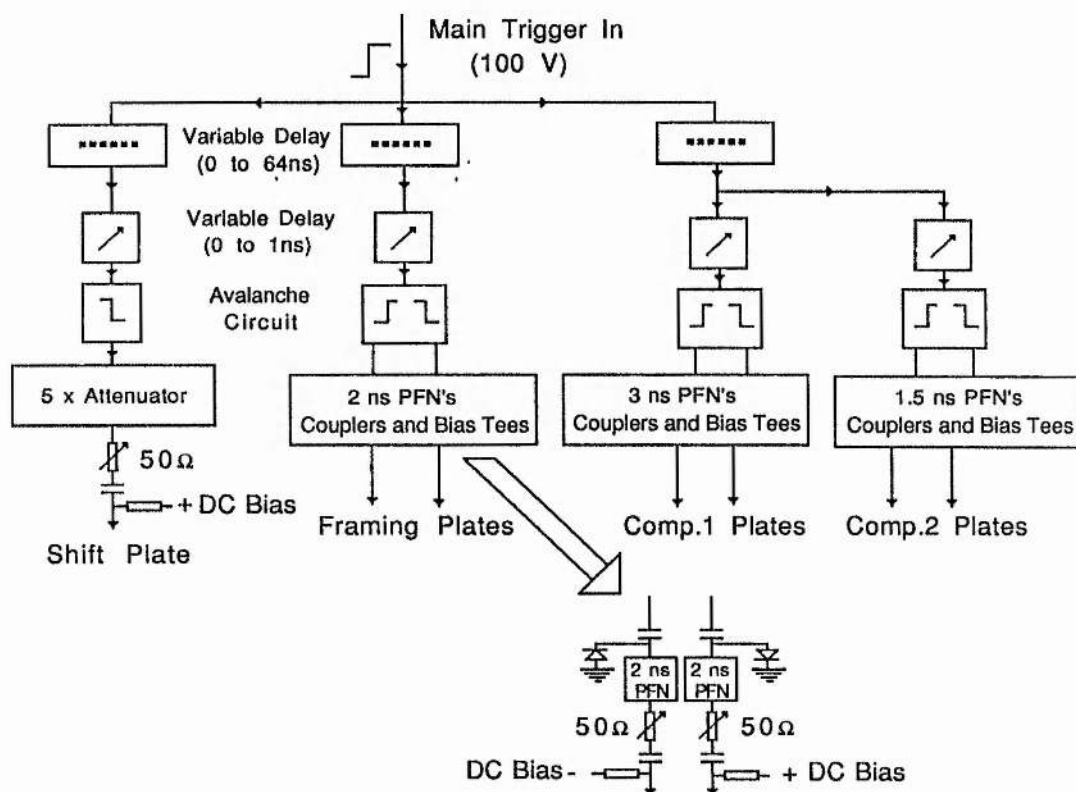 Main Trigger In
(100 V)
Variable Delay
(0 to 64ns)
Variable Delay
(0 to 1ns)
Avalanche
Circuit
5 x Attenuator
2 ns PFN's
Couplers and Bias Tees
3 ns PFN's
Couplers and Bias Tees
1.5 ns PFN's
Couplers and Bias Tees
50Ω
+ DC Bias
Shift Plate
Framing Plates
Comp.1 Plates
Comp.2 Plates
2 ns
PFN
2 ns
PFN
50Ω
50Ω
DC Bias -
+ DC Bias